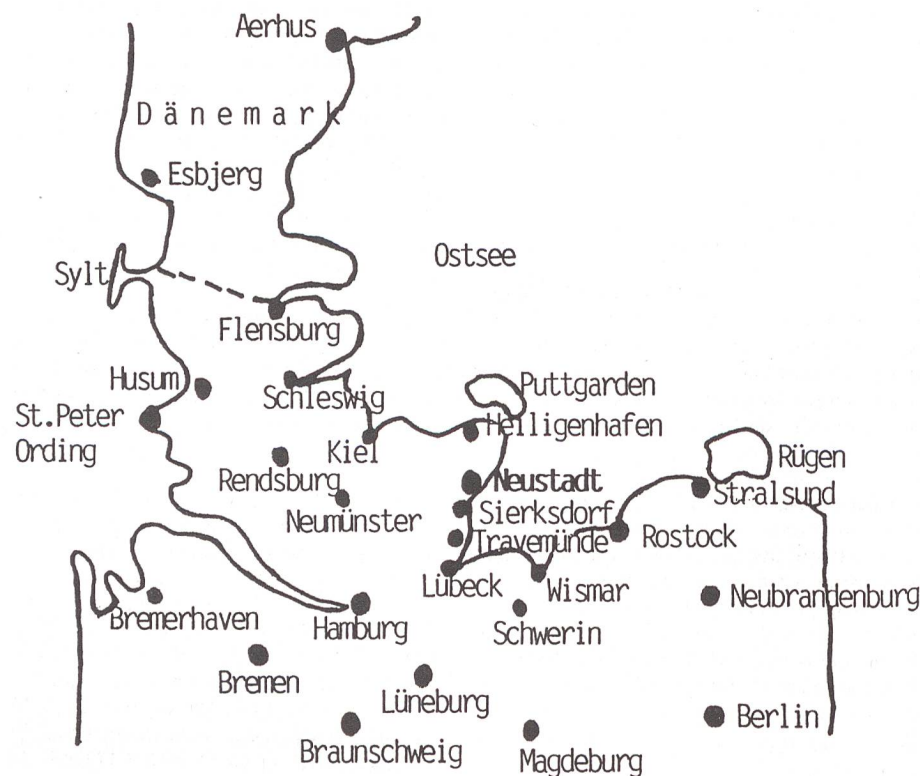 Aerhus
Dänemark
Esbjerg
Ostsee
Sylt
Flensburg
Husum
Schleswig
Puttgarden
St.Peter
Ording
Kiel
Heiligenhafen
Rügen
Rendsburg
Neustadt
Stralsund
Neumünster
Sierksdorf
Travemünde
Rostock
Lübeck
Wismar
Neubrandenburg
Bremerhaven
Hamburg
Schwerin
Bremen
Lüneburg
Berlin
Braunschweig
Magdeburg